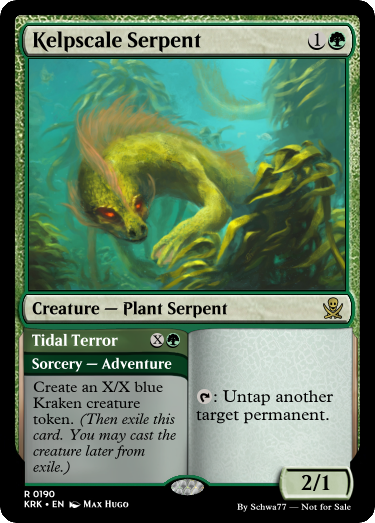 Kelpscale Serpent 1
Creature — Plant Serpent
Tidal Terror X
Sorcery — Adventure
Create an X/X blue
Kraken creature
token. (Then exile this
card. You may cast the
creature later from
exile.)
: Untap another
target permanent.
2/1
R 0190
KRK • EN Max Hugo
By Schwa77 — Not for Sale